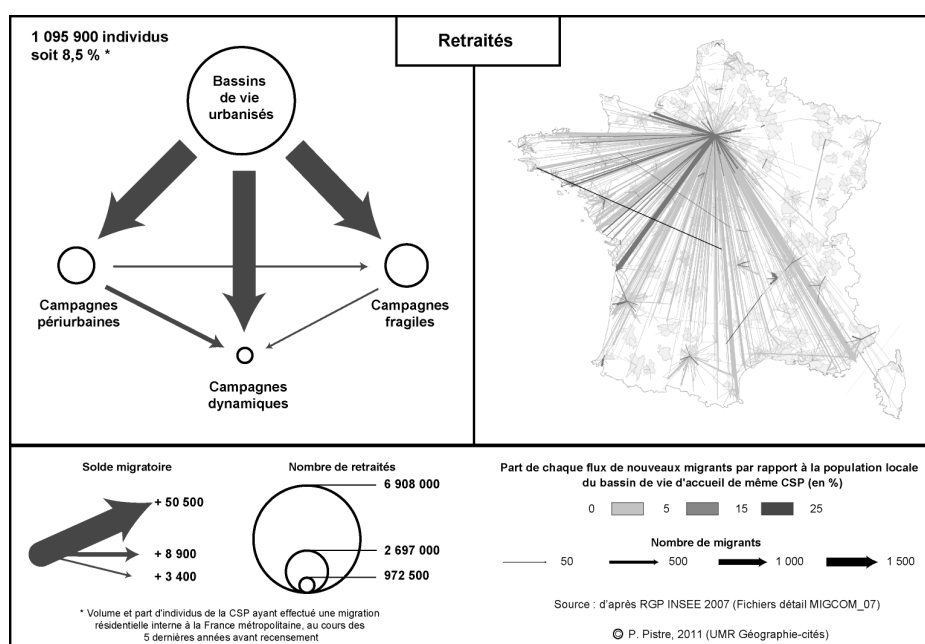 Retraités
1 095 900 individus
soit 8,5 % *
Bassins
de vie
urbanisés
Campagnes
périurbaines
Campagnes
fragiles
Campagnes
dynamiques
Solde migratoire
+ 50 500
+ 8 900
+ 3 400
Nombre de retraités
6 908 000
2 697 000
972 500
* Volume et part d'individus de la CSP ayant effectué une migration
résidentielle interne à la France métropolitaine, au cours des
5 dernières années avant recensement
Part de chaque flux de nouveaux migrants par rapport à la population locale
du bassin de vie d'accueil de même CSP (en %)
0 5 15 25
Nombre de migrants
50 500 1 000 1 500
Source : d'après RGP INSEE 2007 (Fichiers détail MIGCOM_07)
© P. Pistre, 2011 (UMR Géographie-cités)